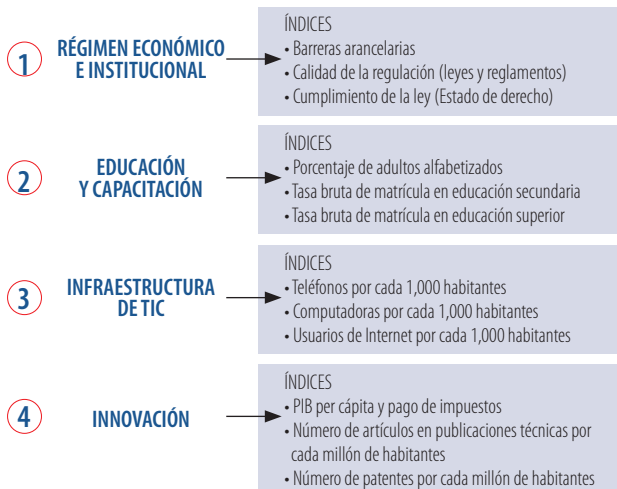 1
RÉGIMEN ECONÓMICO
E INSTITUCIONAL
ÍNDICES
• Barreras arancelarias
• Calidad de la regulación (leyes y reglamentos)
• Cumplimiento de la ley (Estado de derecho)
2
EDUCACIÓN
Y CAPACITACIÓN
ÍNDICES
• Porcentaje de adultos alfabetizados
• Tasa bruta de matrícula en educación secundaria
• Tasa bruta de matrícula en educación superior
3
INFRAESTRUCTURA
DE TIC
ÍNDICES
• Teléfonos por cada 1,000 habitantes
• Computadoras por cada 1,000 habitantes
• Usuarios de Internet por cada 1,000 habitantes
4
INNOVACIÓN
ÍNDICES
• PIB per cápita y pago de impuestos
• Número de artículos en publicaciones técnicas por
cada millón de habitantes
• Número de patentes por cada millón de habitantes